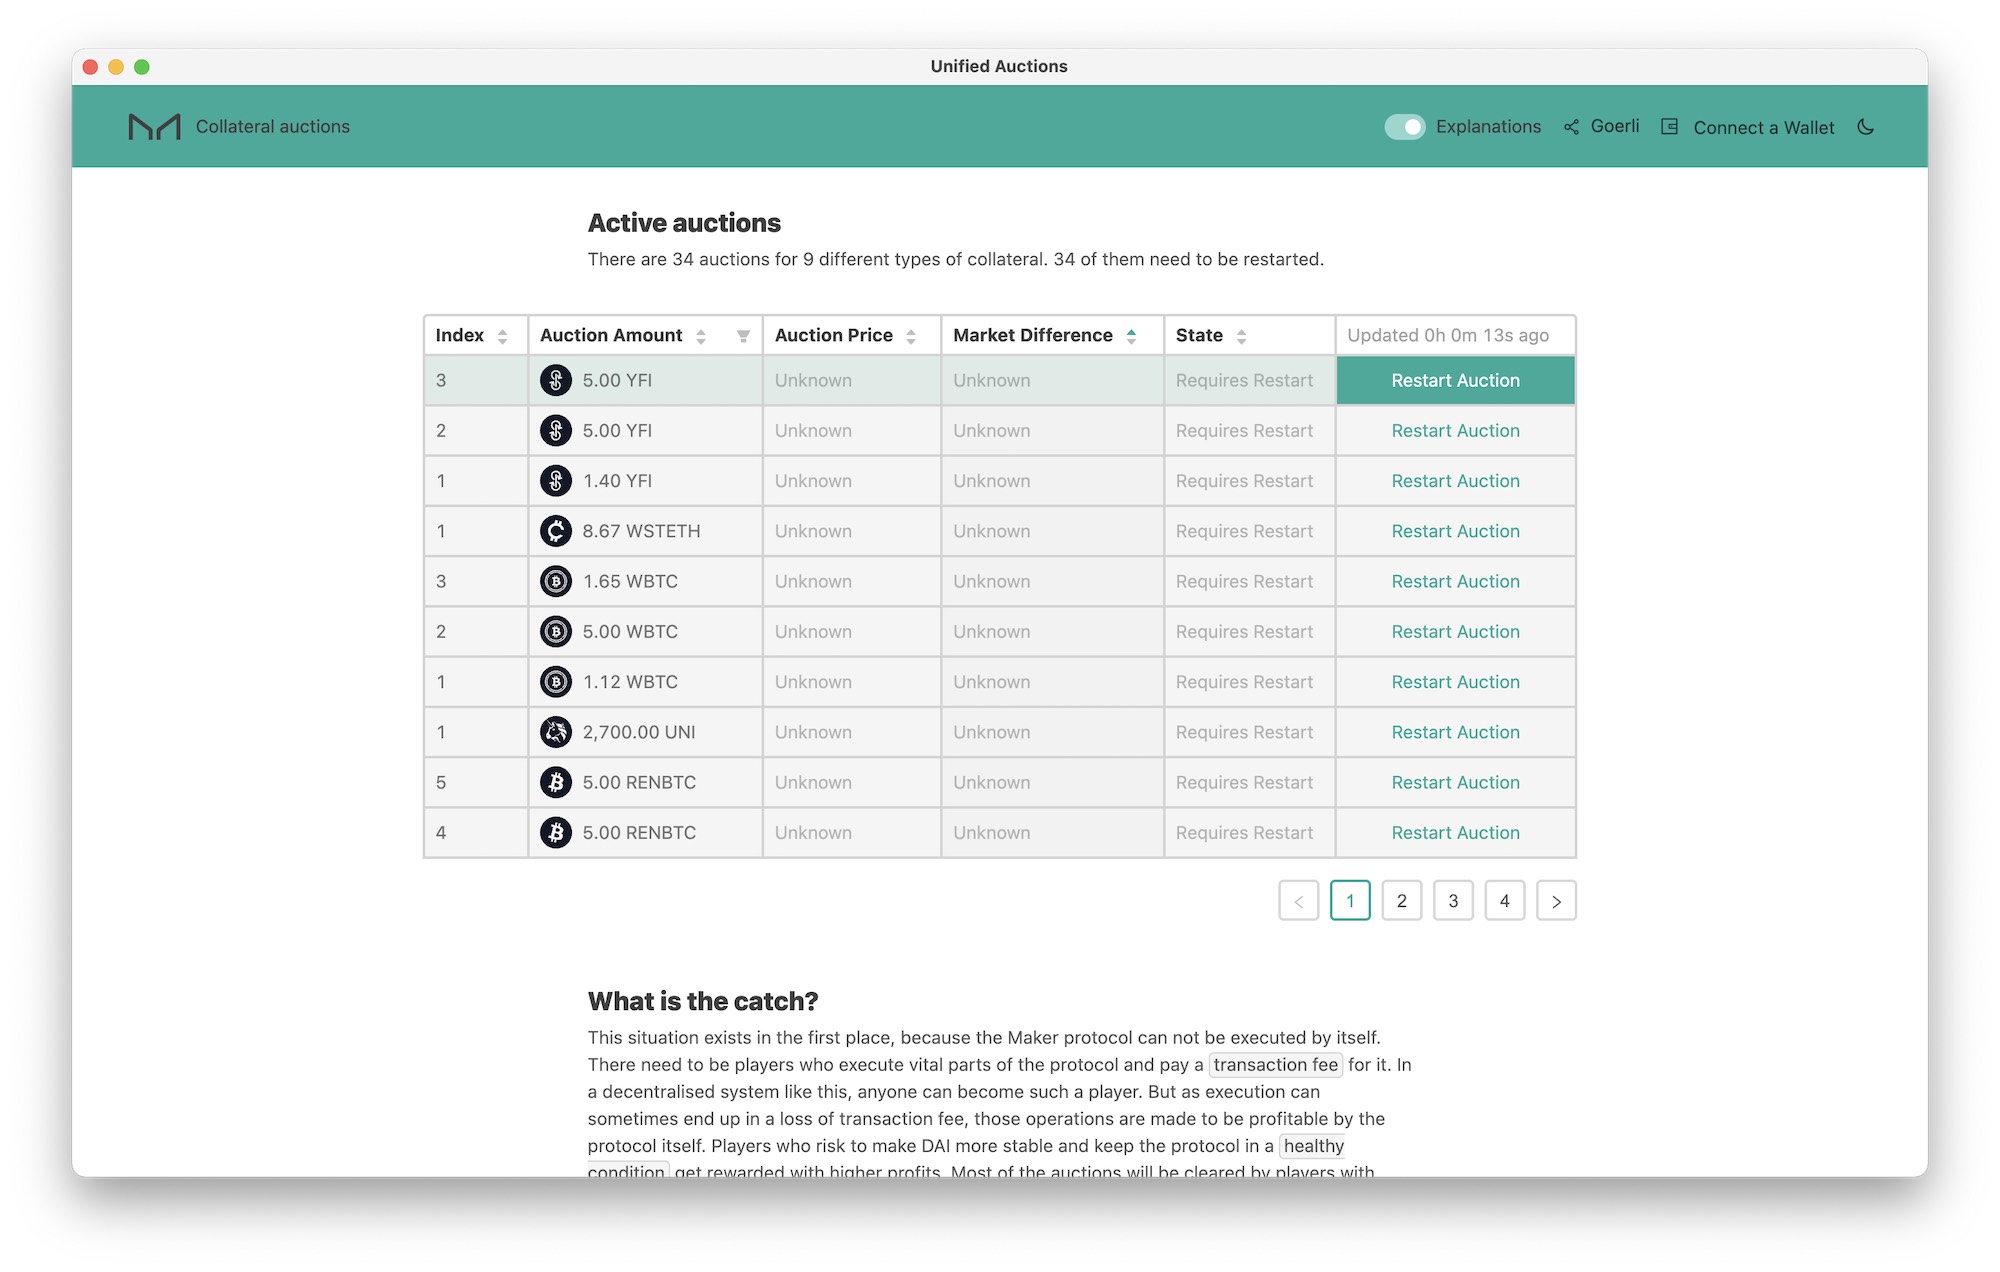 Unified Auctions
Collateral auctions
Explanations
Goerli
Connect a Wallet
Active auctions
There are 34 auctions for 9 different types of collateral. 34 of them need to be restarted.
Index Auction Amount Auction Price Market Difference State Updated 0h 0m 13s ago
3 5.00 YFI Unknown Unknown Requires Restart Restart Auction
2 5.00 YFI Unknown Unknown Requires Restart Restart Auction
1 1.40 YFI Unknown Unknown Requires Restart Restart Auction
1 8.67 WSTETH Unknown Unknown Requires Restart Restart Auction
3 1.65 WBTC Unknown Unknown Requires Restart Restart Auction
2 5.00 WBTC Unknown Unknown Requires Restart Restart Auction
1 1.12 WBTC Unknown Unknown Requires Restart Restart Auction
1 2,700.00 UNI Unknown Unknown Requires Restart Restart Auction
5 5.00 RENBTC Unknown Unknown Requires Restart Restart Auction
4 5.00 RENBTC Unknown Unknown Requires Restart Restart Auction
< 1 2 3 4 >
What is the catch?
This situation exists in the first place, because the Maker protocol can not be executed by itself.
There need to be players who execute vital parts of the protocol and pay a transaction fee for it. In
a decentralised system like this, anyone can become such a player. But as execution can
sometimes end up in a loss of transaction fee, those operations are made to be profitable by the
protocol itself. Players who risk to make DAI more stable and keep the protocol in a healthy
condition get rewarded with higher profits. Most of the auctions will be cleared by players with